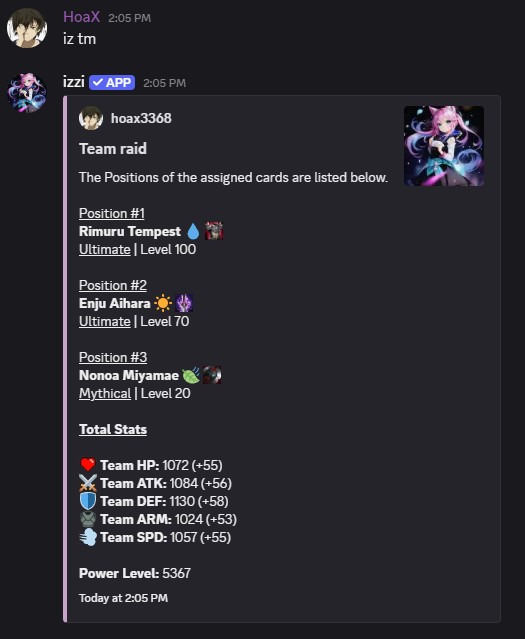 HoaX 2:05 PM
iz tm
izzi ✓ APP 2:05 PM
hoax3368
Team raid
The Positions of the assigned cards are listed below.
Position #1
Rimuru Tempest
Ultimate | Level 100
Position #2
Enju Aihara
Ultimate | Level 70
Position #3
Nonoa Miyamae
Mythical | Level 20
Total Stats
Team HP: 1072 (+55)
Team ATK: 1084 (+56)
Team DEF: 1130 (+58)
Team ARM: 1024 (+53)
Team SPD: 1057 (+55)
Power Level: 5367
Today at 2:05 PM